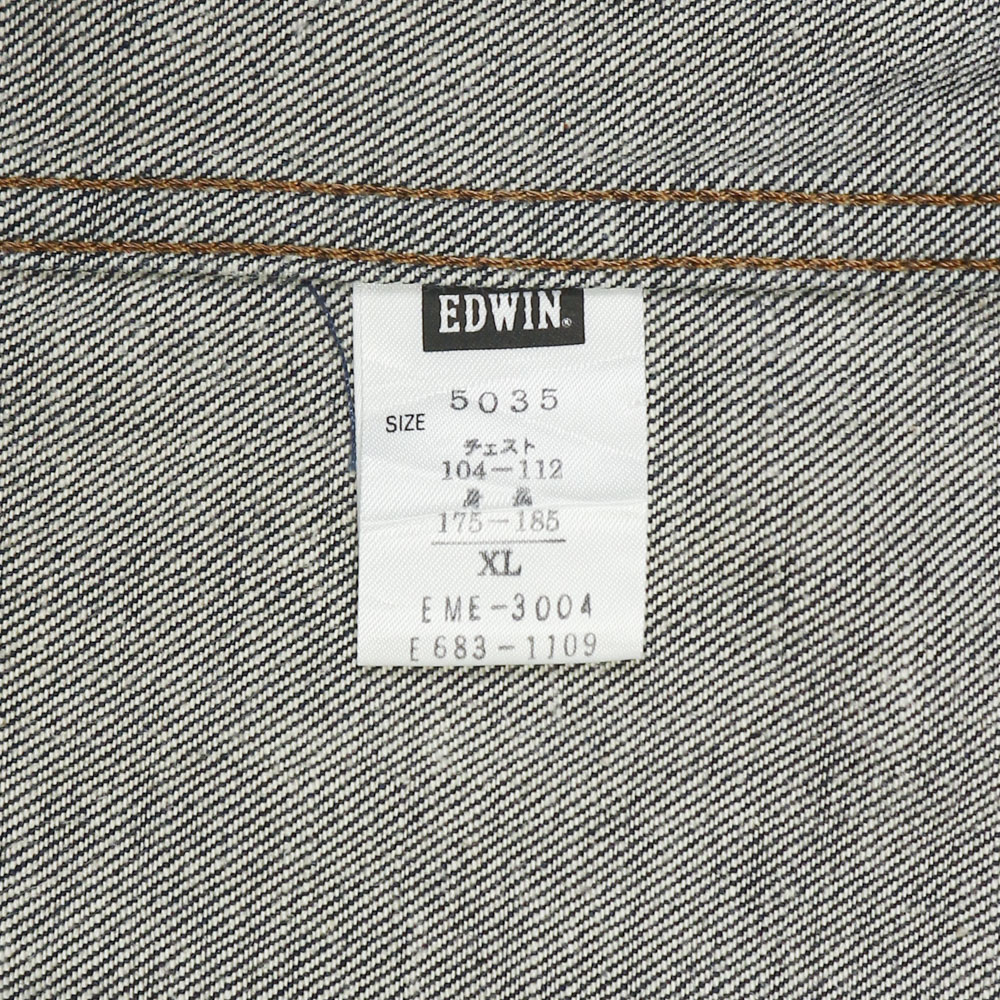 EDWIN®
5035
SIZE
チェスト
104-112
身長
175-185
XL
EME-3004
E683-1109